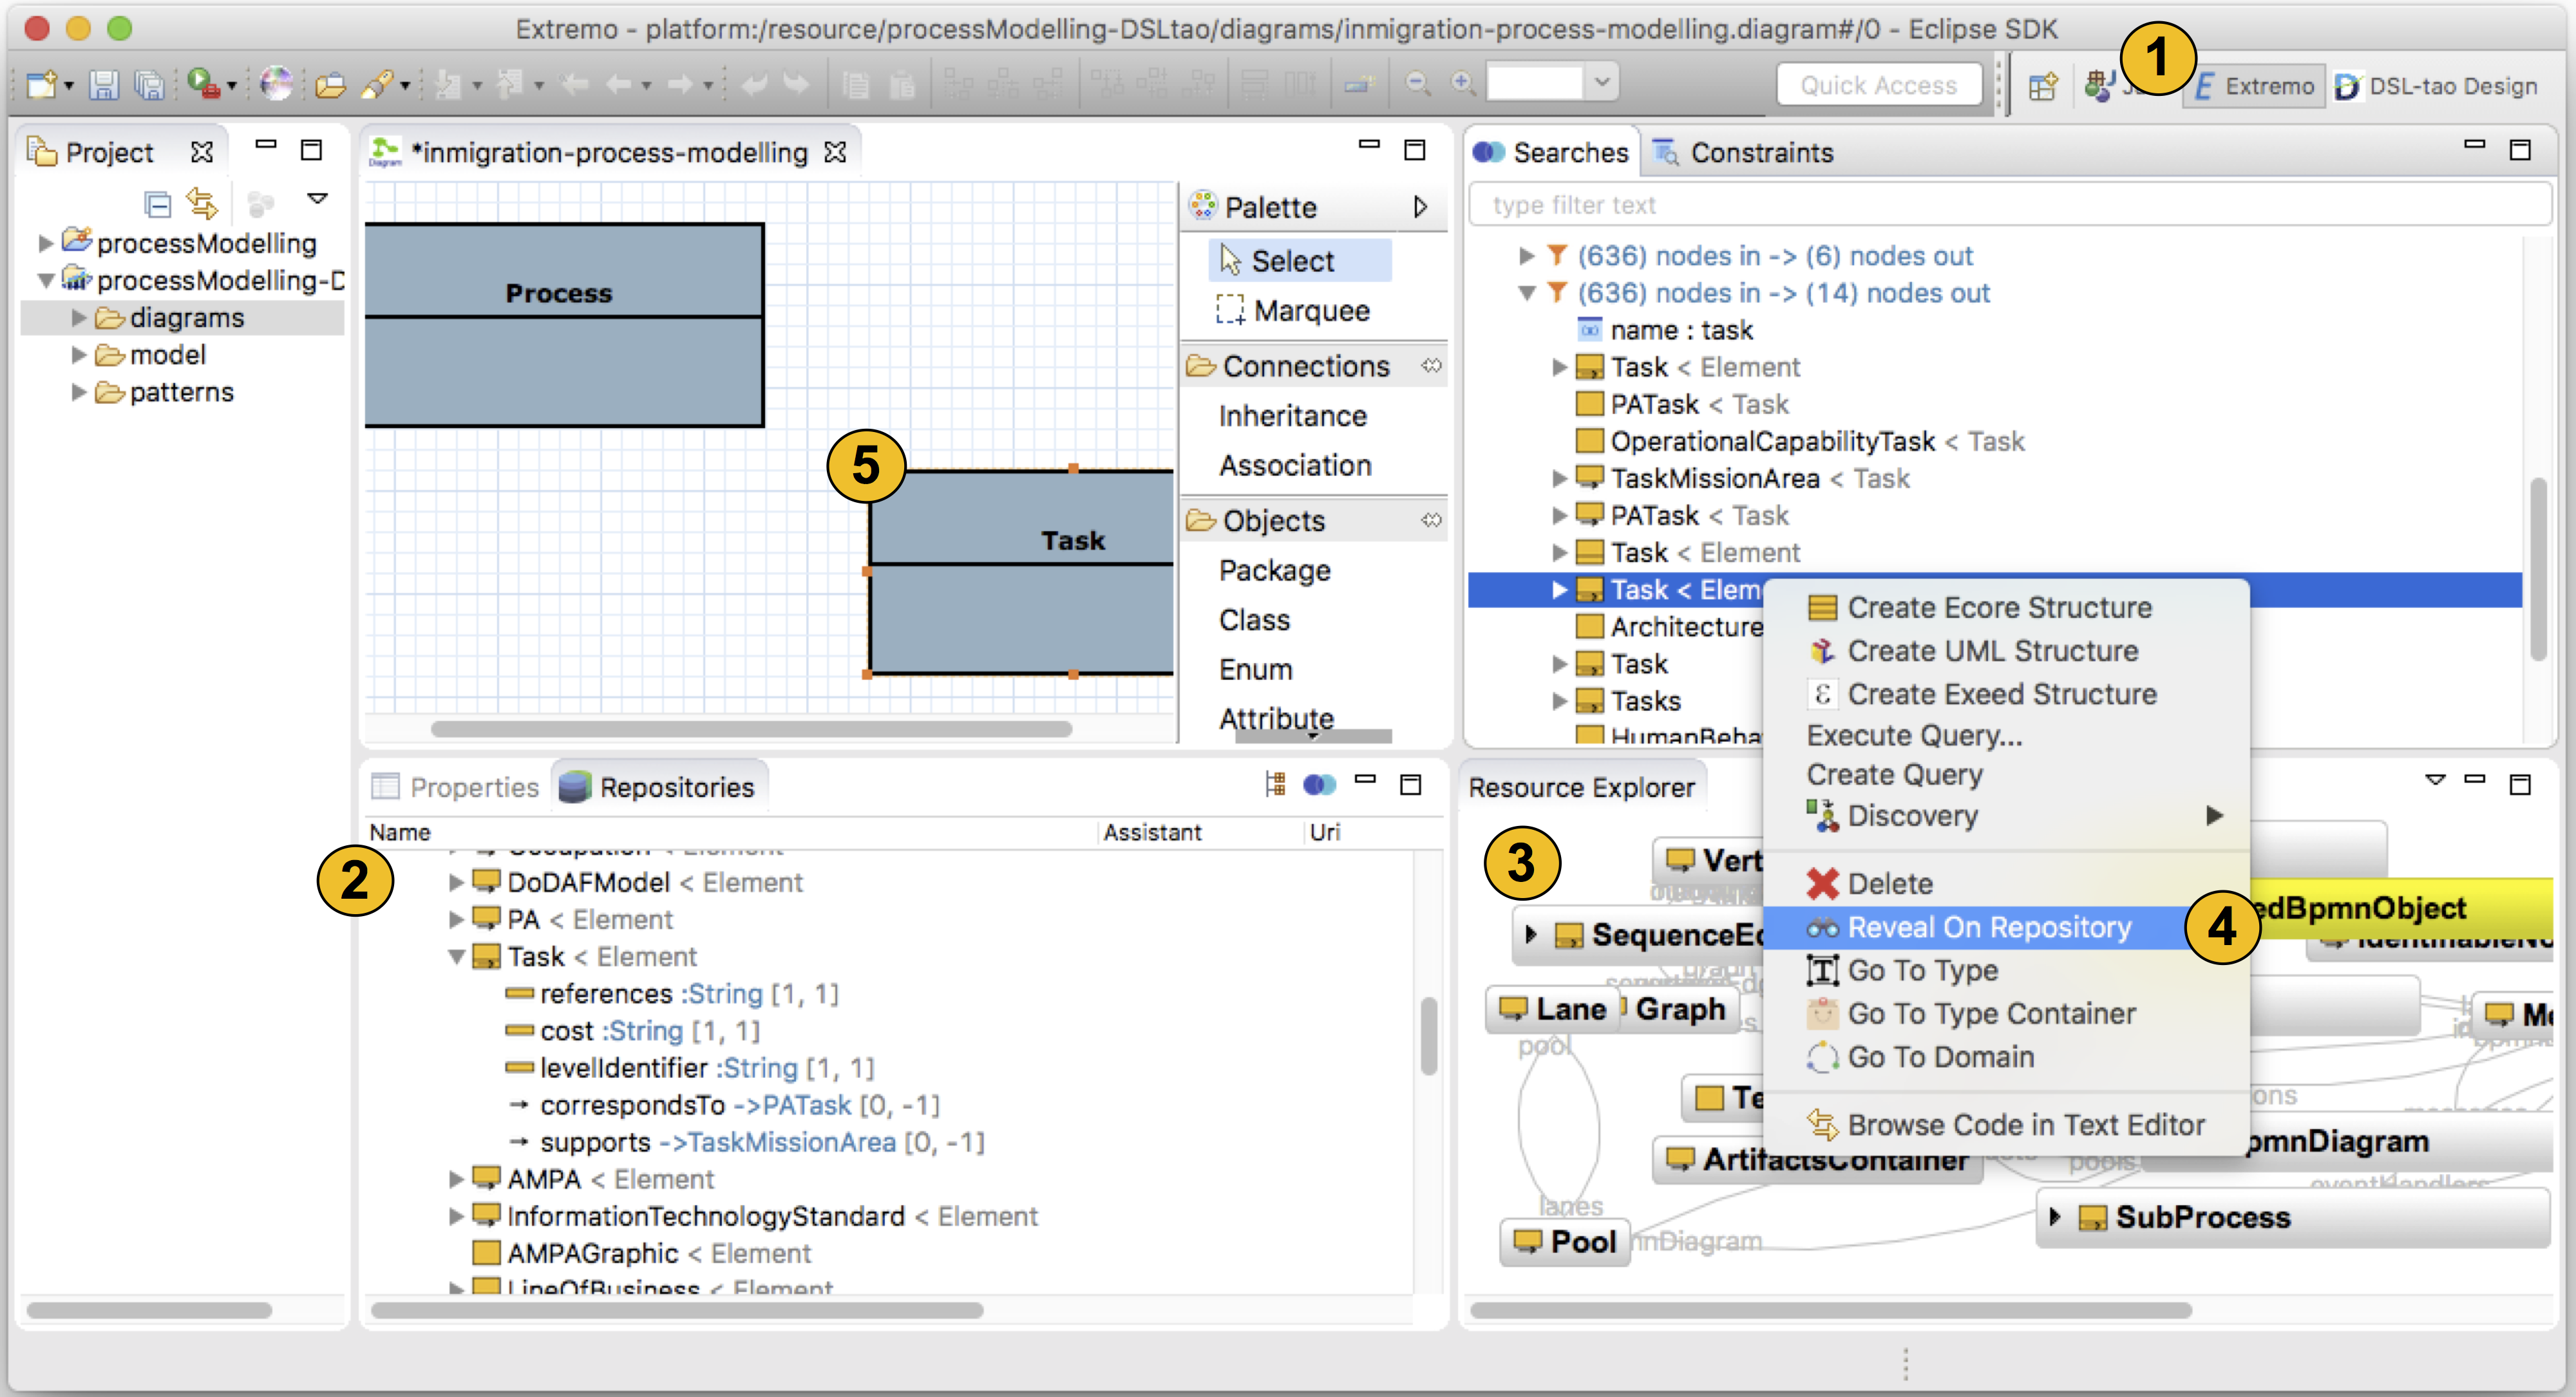 Extremo - platform:/resource/processModelling-DSLtao/diagrams/inmigration-process-modelling.diagram#/0 - Eclipse SDK
Quick Access
1
Extremo
DSL-tao Design
Project
processModelling
processModelling-D
diagrams
model
patterns
*inmigration-process-modelling
Process
5
Task
Palette
Select
Marquee
Connections
Inheritance
Association
Objects
Package
Class
Enum
Attribute
Searches
Constraints
type filter text
(636) nodes in -> (6) nodes out
(636) nodes in -> (14) nodes out
name : task
Task < Element
PATask < Task
OperationalCapabilityTask < Task
TaskMissionArea < Task
PATask < Task
Task < Element
Task < Elem
Architecture
Task
Tasks
HumanBeha
Create Ecore Structure
Create UML Structure
Create Exeed Structure
Execute Query...
Create Query
Discovery
Delete
Reveal On Repository
4
Go To Type
Go To Type Container
Go To Domain
Browse Code in Text Editor
Properties
Repositories
Name
Assistant
Uri
2
DoDAFModel < Element
PA < Element
Task < Element
references :String [1, 1]
cost :String [1, 1]
levelIdentifier :String [1, 1]
correspondsTo ->PATask [0, -1]
supports ->TaskMissionArea [0, -1]
AMPA < Element
InformationTechnologyStandard < Element
AMPAGraphic < Element
LineOfBusiness < Element
Resource Explorer
3
Vert
SequenceEd
edBpmnObject
Lane
Graph
pool
Te
ons
ArtifactsContainer
pools
pmnDiagram
eventHandlers
lanes
SubProcess
Pool
nnDiagram